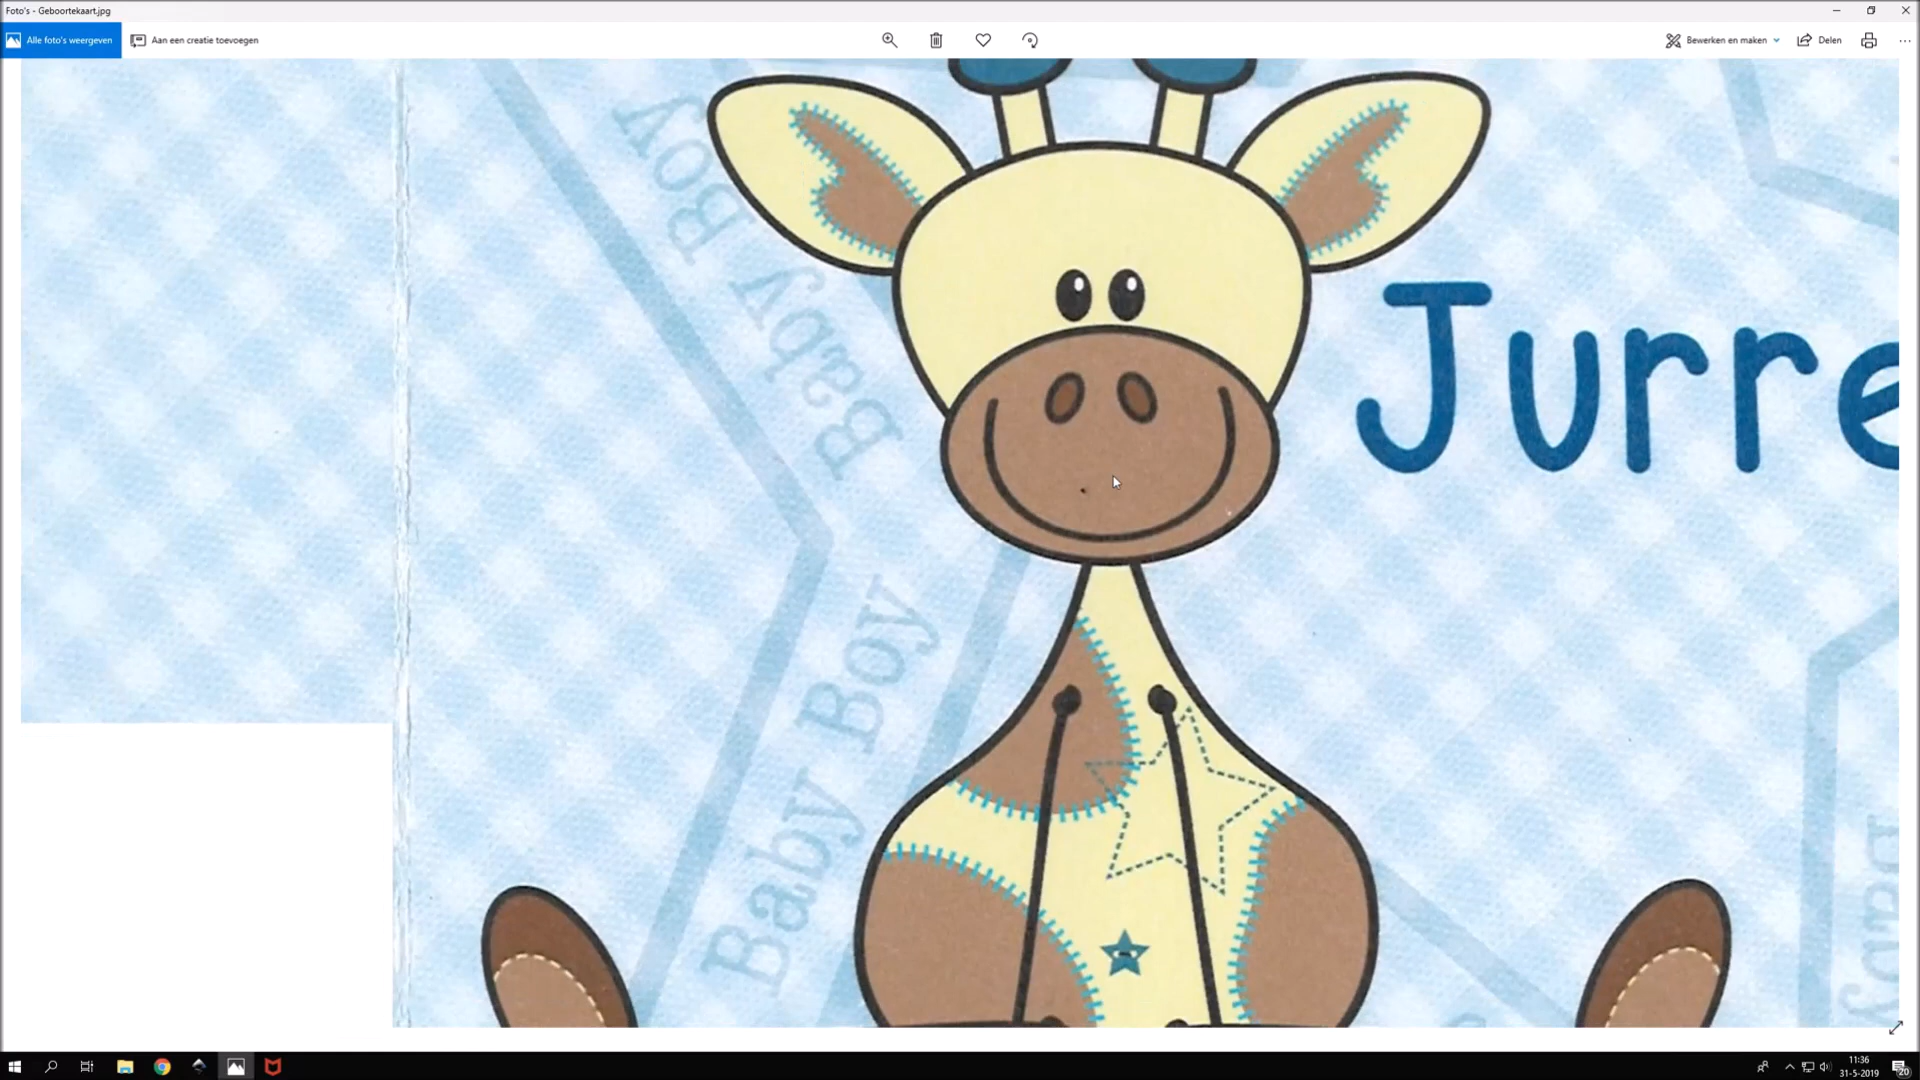 Foto's - Geboortekaart.jpg
Alle foto's weergeven
Aan een creatie toevoegen
Bewerken en maken
Delen
Baby Boy
Jurre
Baby Boy
Baby
11:36
31-5-2019
20